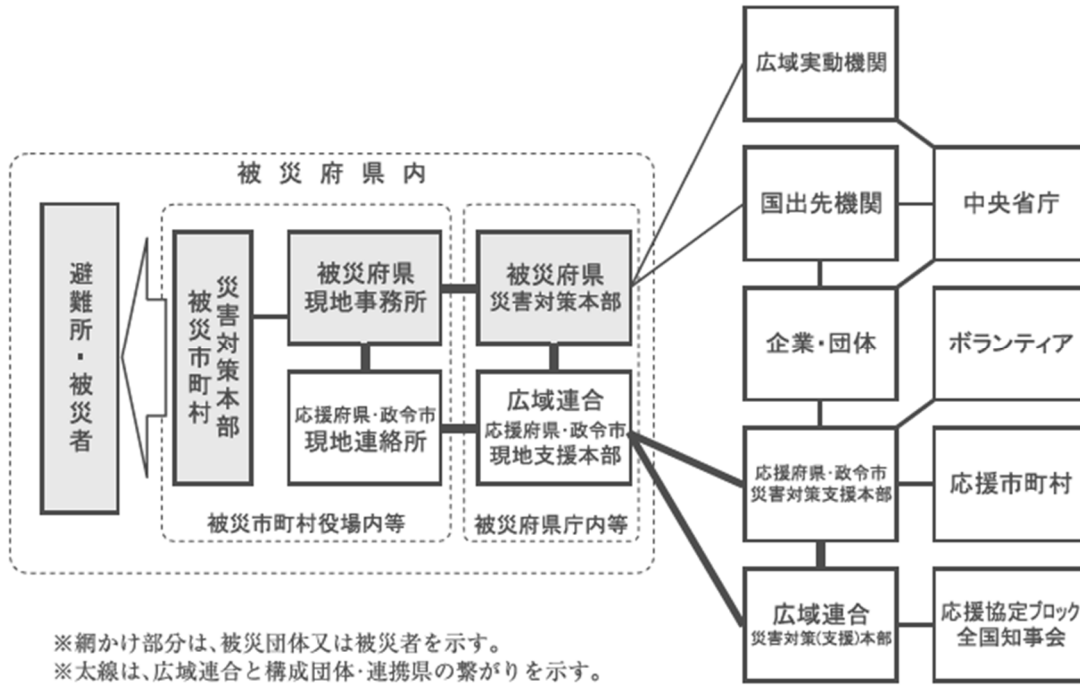 広域実動機関
被災府県内
国出先機関
中央省庁
避難所・被災者
災害対策本部
被災市町村
被災府県
現地事務所
被災府県
災害対策本部
企業・団体
ボランティア
応援府県・政令市
現地連絡所
広域連合
応援府県・政令市
現地支援本部
応援府県・政令市
災害対策支援本部
応援市町村
被災市町村役場内等
被災府県庁内等
広域連合
災害対策(支援)本部
応援協定ブロック
全国知事会
※網かけ部分は、被災団体又は被災者を示す。
※太線は、広域連合と構成団体・連携県の繋がりを示す。